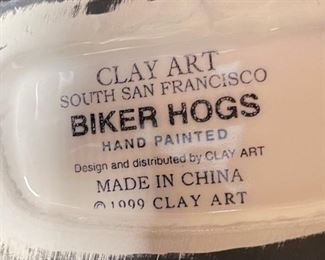 CLAY ART
SOUTH SAN FRANCISCO
BIKER HOGS
HAND PAINTED
Design and distributed by CLAY ART
MADE IN CHINA
© 1999 CLAY ART